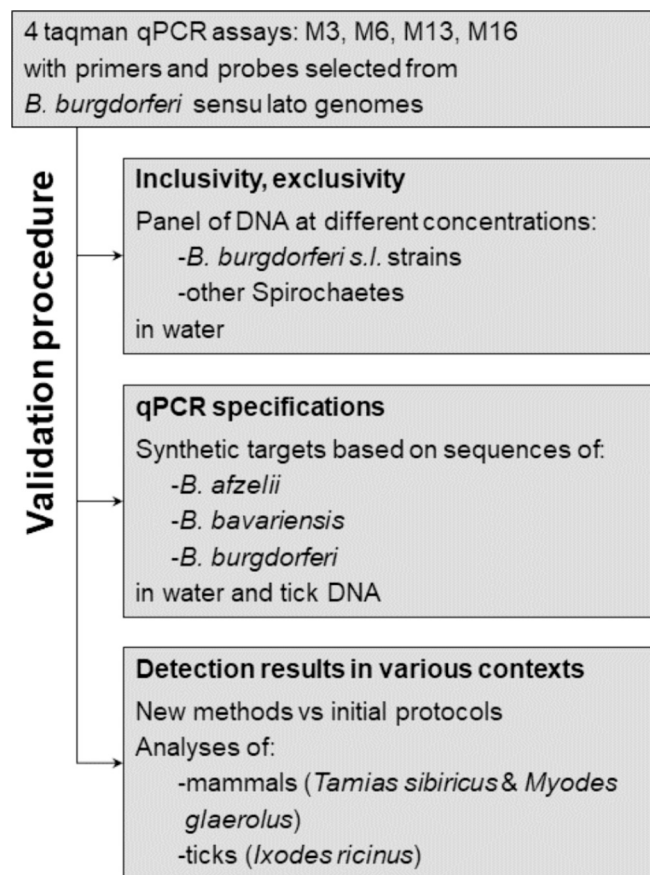 4 taqman qPCR assays: M3, M6, M13, M16
with primers and probes selected from
B. burgdorferi sensu lato genomes
Validation procedure
Inclusivity, exclusivity
Panel of DNA at different concentrations:
-B. burgdorferi s.l. strains
-other Spirochaetes
in water
qPCR specifications
Synthetic targets based on sequences of:
-B. afzelii
-B. bavariensis
-B. burgdorferi
in water and tick DNA
Detection results in various contexts
New methods vs initial protocols
Analyses of:
-mammals (Tamias sibiricus & Myodes
glaerolus)
-ticks (Ixodes ricinus)